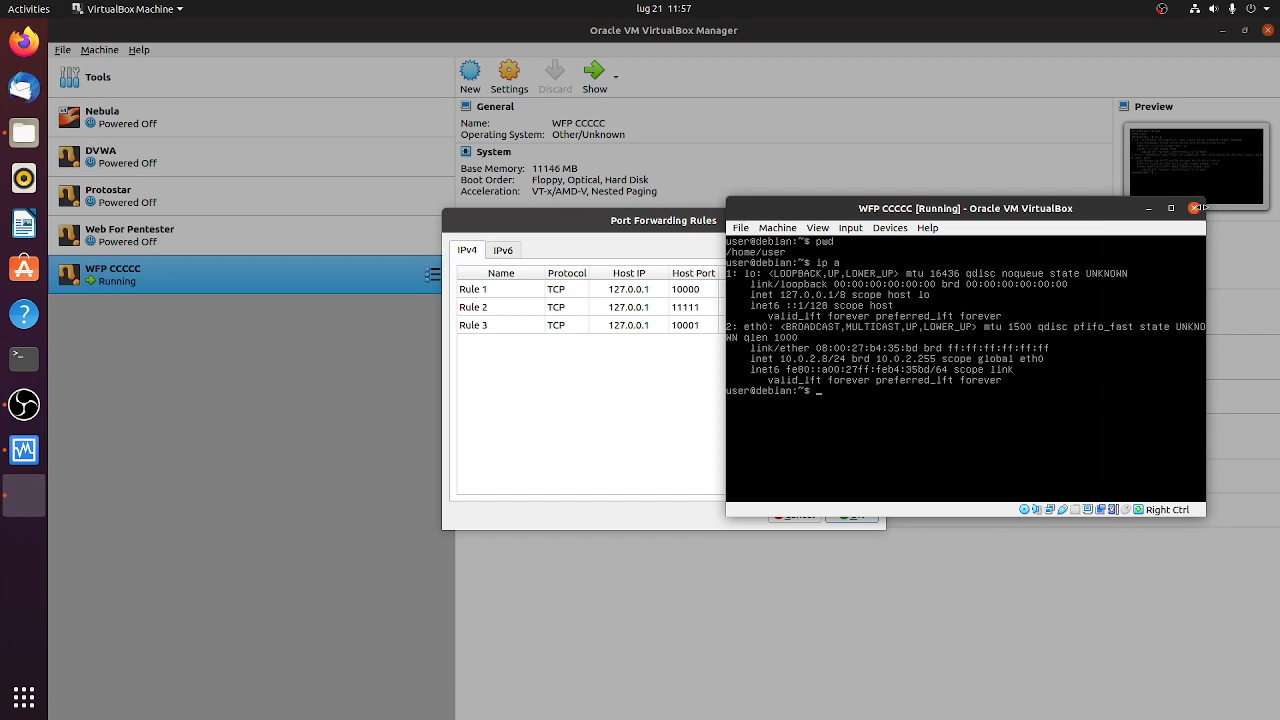 Activities
VirtualBox Machine
lug 21 11:57
Oracle VM VirtualBox Manager
File Machine Help
Tools
New Settings Discard Show
Nebula
Powered Off
DVWA
Powered Off
Protostar
Powered Off
Web For Pentester
Powered Off
WFP CCCCC
Running
General
Name: WFP CCCCC
Operating System: Other/Unknown
System
Base Memory: 11146 MB
Boot Order: Floppy, Optical, Hard Disk
Acceleration: VT-x/AMD-V, Nested Paging
Preview
Port Forwarding Rules
IPv4 IPv6
Name Protocol Host IP Host Port
Rule 1 TCP 127.0.0.1 10000
Rule 2 TCP 127.0.0.1 11111
Rule 3 TCP 127.0.0.1 10001
WFP CCCCC [Running] - Oracle VM VirtualBox
File Machine View Input Devices Help
user@debian:~$ pwd
/home/user
user@debian:~$ ip a
1: lo: <LOOPBACK,UP,LOWER_UP> mtu 16436 qdisc noqueue state UNKNOWN
link/loopback 00:00:00:00:00:00 brd 00:00:00:00:00:00
inet 127.0.0.1/8 scope host lo
inet6 ::1/128 scope host
valid_lft forever preferred_lft forever
2: eth0: <BROADCAST,MULTICAST,UP,LOWER_UP> mtu 1500 qdisc pfifo_fast state UNKNO
WN qlen 1000
link/ether 08:00:27:b4:35:bd brd ff:ff:ff:ff:ff:ff
inet 10.0.2.8/24 brd 10.0.2.255 scope global eth0
inet6 fe80::a00:27ff:feb4:35bd/64 scope link
valid_lft forever preferred_lft forever
user@debian:~$ _
Right Ctrl